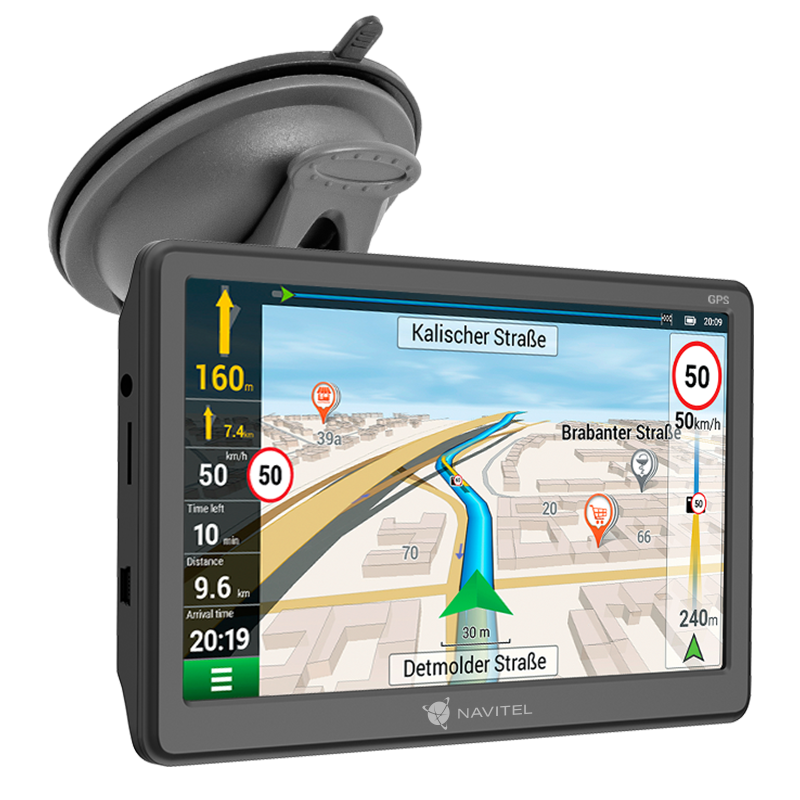 GPS
20:09
Kalischer Straße
160m
7.4km
km/h
50
50
50
50km/h
Brabanter Straße
39a
50
20
66
70
Time left
10 min
Distance
9.6 km
Arrival time
20:19
240m
30 m
Detmolder Straße
NAVITEL